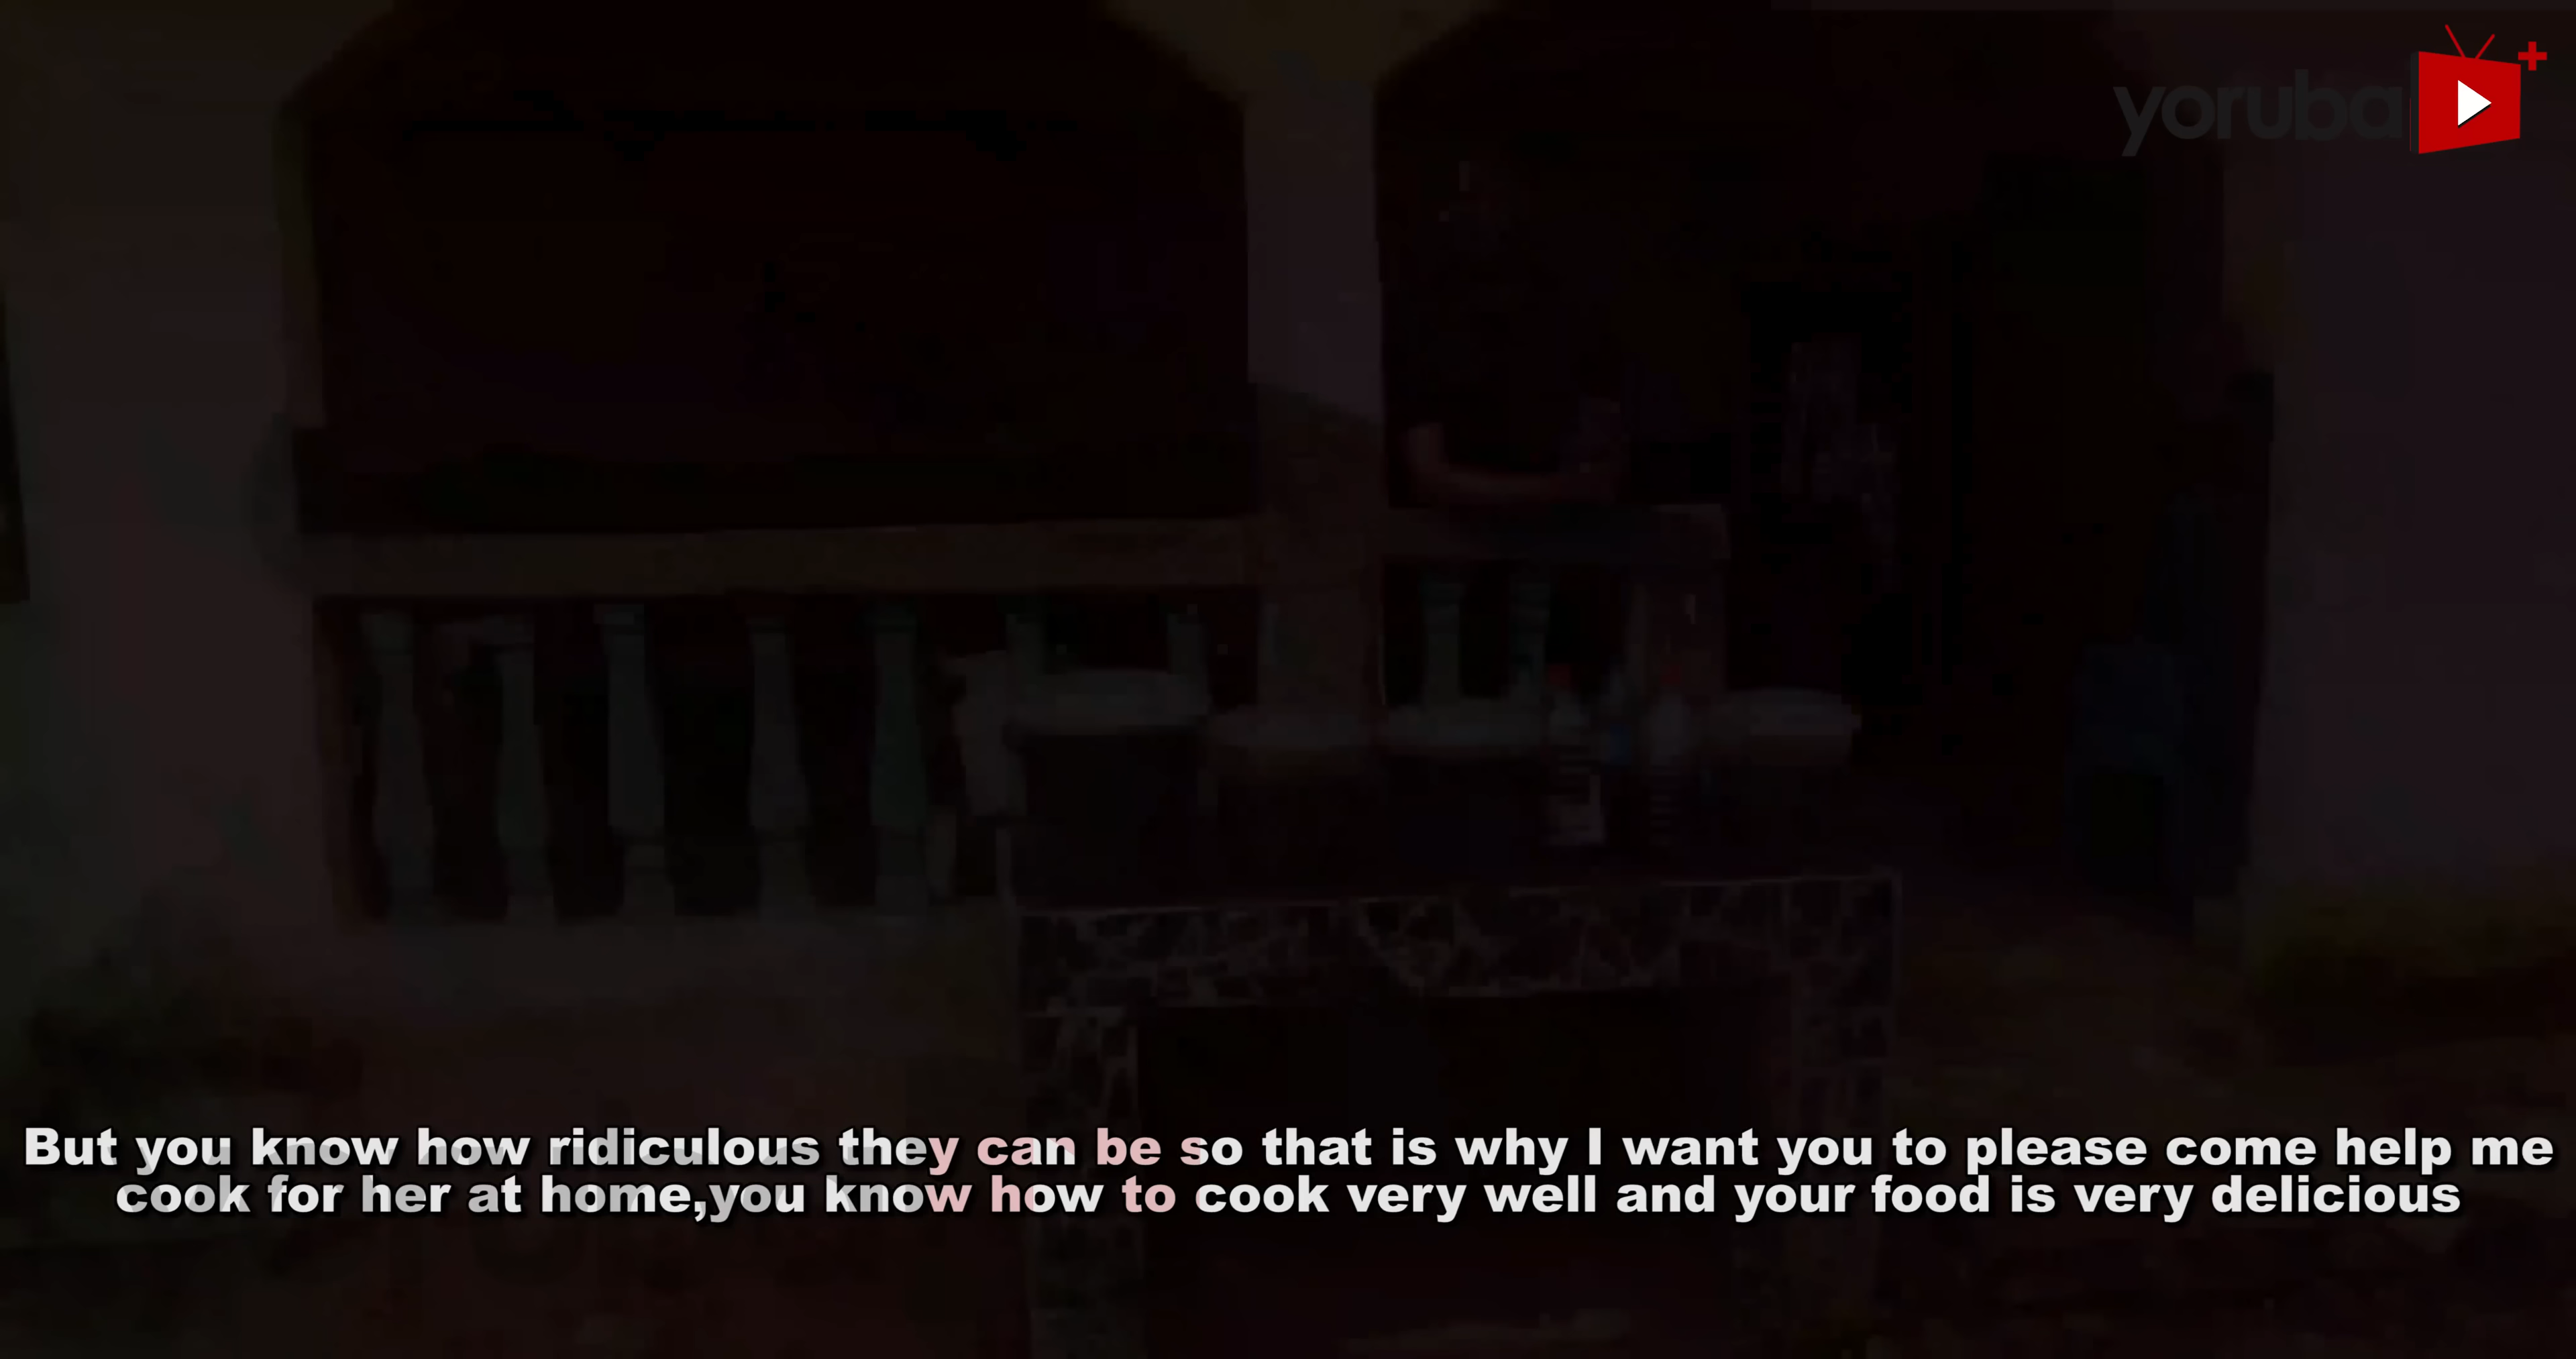 yoruba
But you know how ridiculous they can be so that is why I want you to please come help me
cook for her at home,you know how to cook very well and your food is very delicious